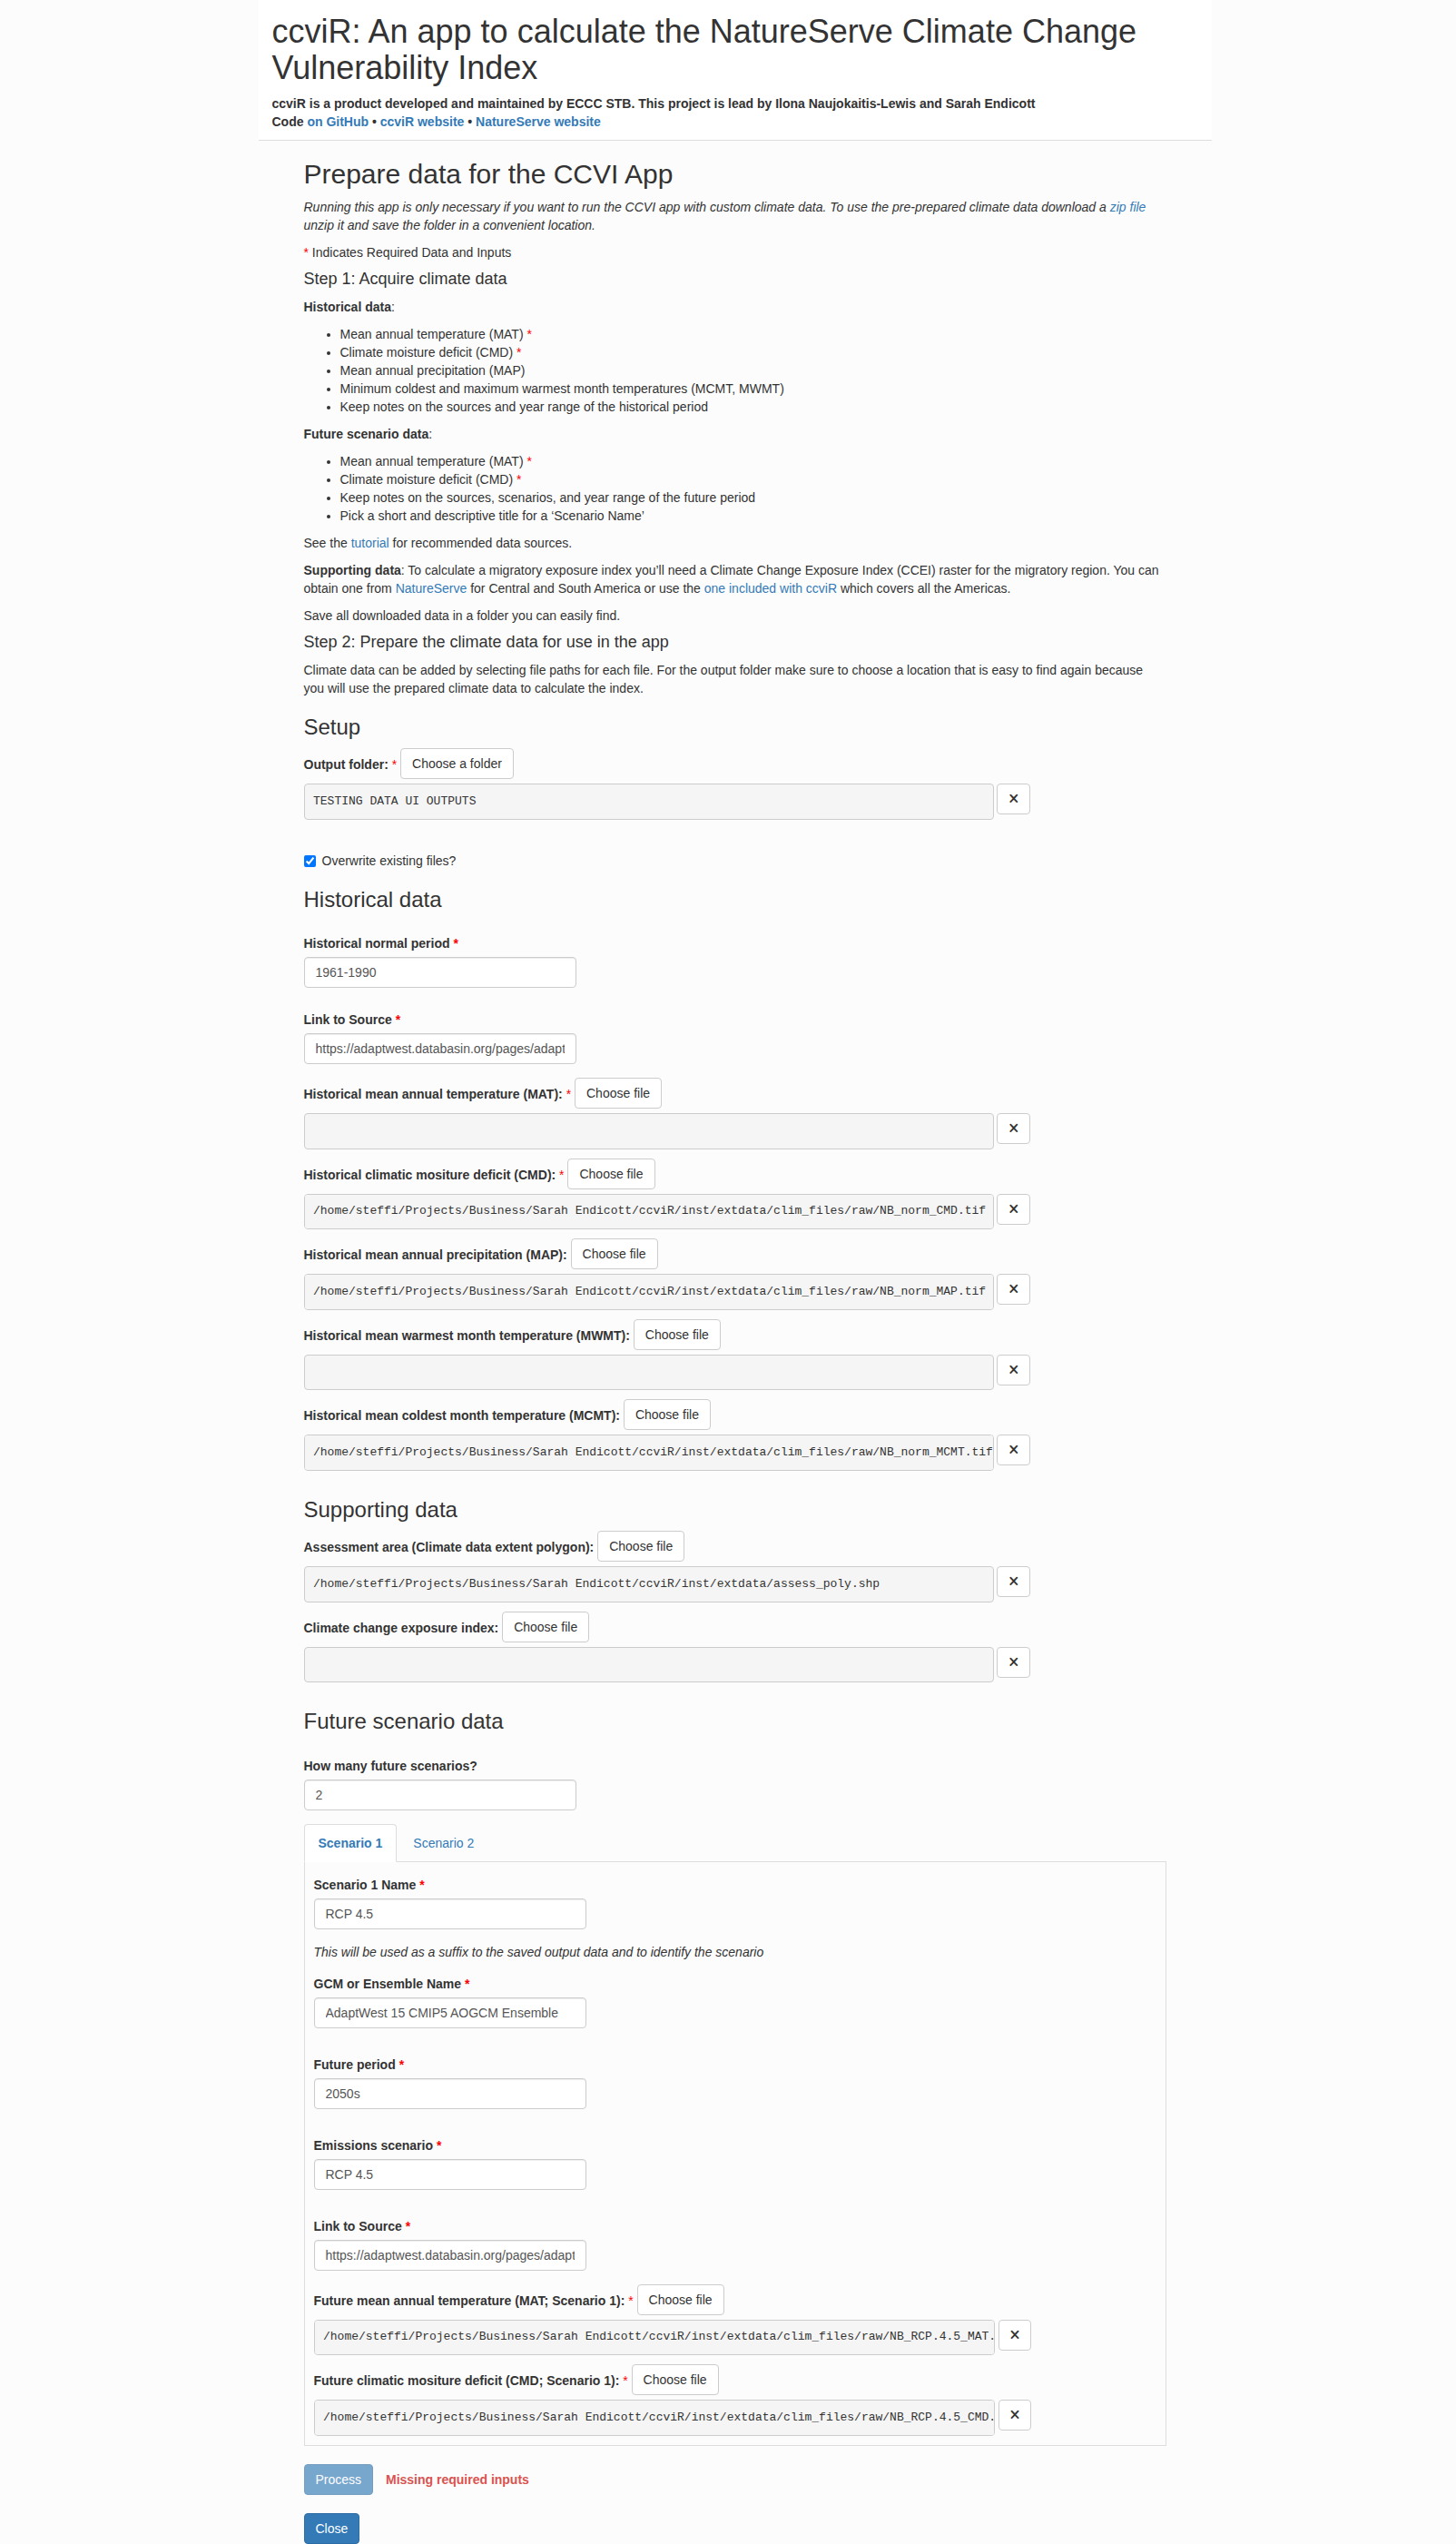 ccviR: An app to calculate the NatureServe Climate Change
Vulnerability Index
ccviR is a product developed and maintained by ECCC STB. This project is lead by Ilona Naujokaitis-Lewis and Sarah Endicott
Code on GitHub • ccviR website • NatureServe website
Prepare data for the CCVI App
Running this app is only necessary if you want to run the CCVI app with custom climate data. To use the pre-prepared climate data download a zip file
unzip it and save the folder in a convenient location.
* Indicates Required Data and Inputs
Step 1: Acquire climate data
Historical data:
• Mean annual temperature (MAT) *
• Climate moisture deficit (CMD) *
• Mean annual precipitation (MAP)
• Minimum coldest and maximum warmest month temperatures (MCMT, MWMT)
• Keep notes on the sources and year range of the historical period
Future scenario data:
• Mean annual temperature (MAT) *
• Climate moisture deficit (CMD) *
• Keep notes on the sources, scenarios, and year range of the future period
• Pick a short and descriptive title for a ‘Scenario Name’
See the tutorial for recommended data sources.
Supporting data: To calculate a migratory exposure index you’ll need a Climate Change Exposure Index (CCEI) raster for the migratory region. You can
obtain one from NatureServe for Central and South America or use the one included with ccviR which covers all the Americas.
Save all downloaded data in a folder you can easily find.
Step 2: Prepare the climate data for use in the app
Climate data can be added by selecting file paths for each file. For the output folder make sure to choose a location that is easy to find again because
you will use the prepared climate data to calculate the index.
Setup
Output folder: * Choose a folder
TESTING DATA UI OUTPUTS ×
Overwrite existing files?
Historical data
Historical normal period *
1961-1990
Link to Source *
https://adaptwest.databasin.org/pages/adapt
Historical mean annual temperature (MAT): * Choose file
×
Historical climatic mositure deficit (CMD): * Choose file
/home/steffi/Projects/Business/Sarah Endicott/ccviR/inst/extdata/clim_files/raw/NB_norm_CMD.tif ×
Historical mean annual precipitation (MAP): Choose file
/home/steffi/Projects/Business/Sarah Endicott/ccviR/inst/extdata/clim_files/raw/NB_norm_MAP.tif ×
Historical mean warmest month temperature (MWMT): Choose file
×
Historical mean coldest month temperature (MCMT): Choose file
/home/steffi/Projects/Business/Sarah Endicott/ccviR/inst/extdata/clim_files/raw/NB_norm_MCMT.tif ×
Supporting data
Assessment area (Climate data extent polygon): Choose file
/home/steffi/Projects/Business/Sarah Endicott/ccviR/inst/extdata/assess_poly.shp ×
Climate change exposure index: Choose file
×
Future scenario data
How many future scenarios?
2
Scenario 1 Scenario 2
Scenario 1 Name *
RCP 4.5
This will be used as a suffix to the saved output data and to identify the scenario
GCM or Ensemble Name *
AdaptWest 15 CMIP5 AOGCM Ensemble
Future period *
2050s
Emissions scenario *
RCP 4.5
Link to Source *
https://adaptwest.databasin.org/pages/adapt
Future mean annual temperature (MAT; Scenario 1): * Choose file
/home/steffi/Projects/Business/Sarah Endicott/ccviR/inst/extdata/clim_files/raw/NB_RCP.4.5_MAT. ×
Future climatic mositure deficit (CMD; Scenario 1): * Choose file
/home/steffi/Projects/Business/Sarah Endicott/ccviR/inst/extdata/clim_files/raw/NB_RCP.4.5_CMD. ×
Process Missing required inputs
Close